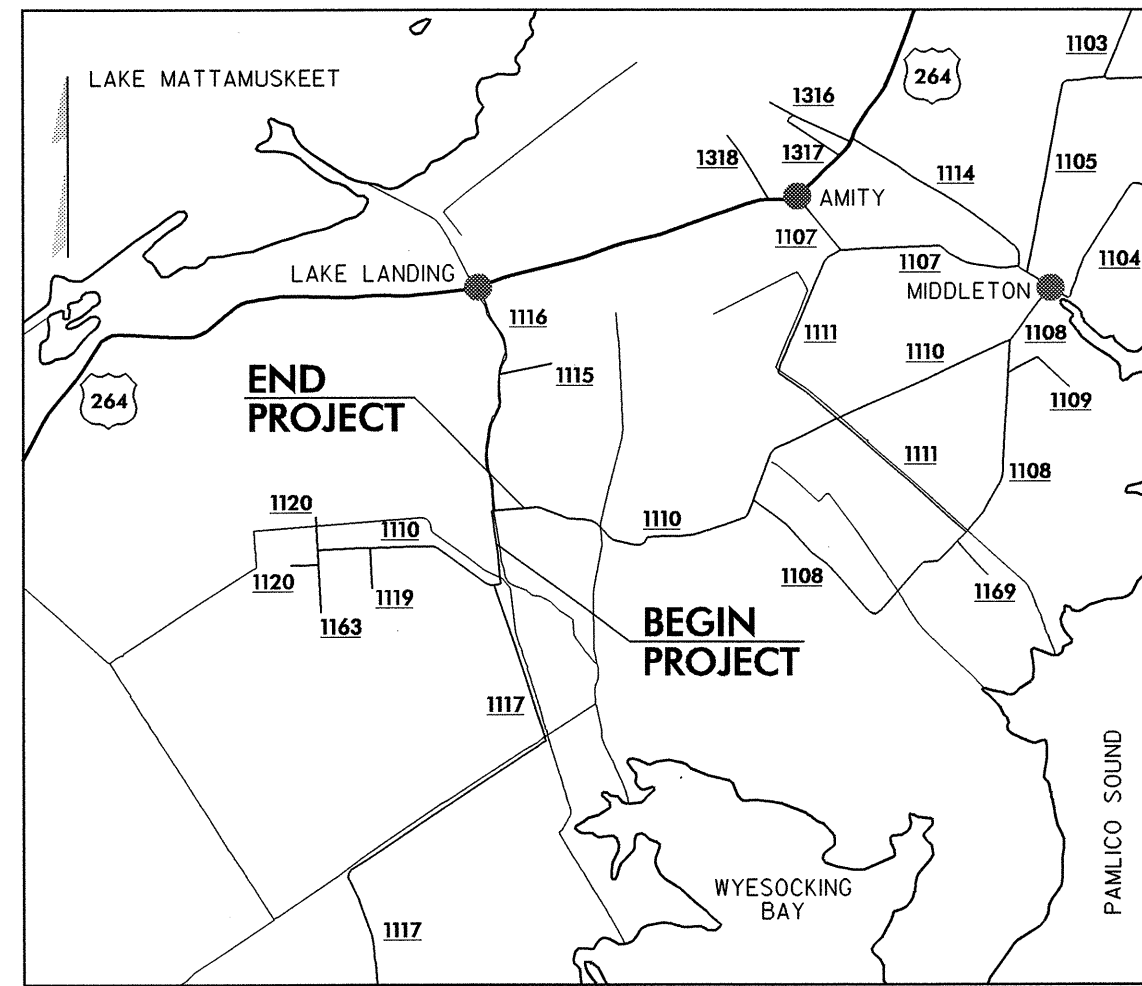 1103
LAKE MATTAMUSKEET
264
1316
1318
1317
1114
1105
AMITY
1107
1107
1104
LAKE LANDING
MIDDLETON
1116
1111
1110
1108
END
PROJECT
1115
264
1109
1111
1108
1120
1110
1110
1120
1119
1108
1169
1163
BEGIN
PROJECT
1117
PAMLICO SOUND
WYESOCKING
BAY
1117